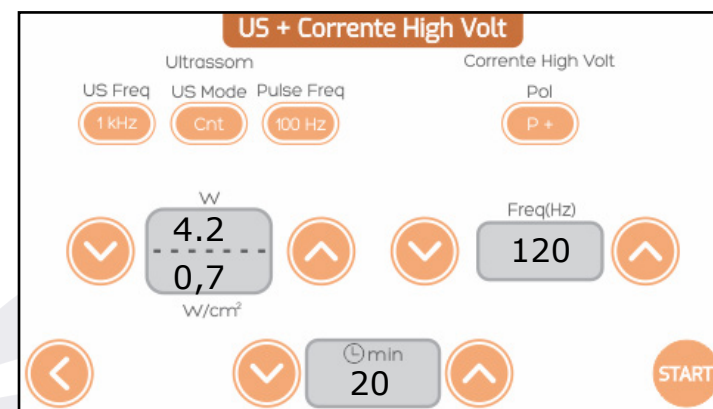 US + Corrente High Volt
Ultrassom
Corrente High Volt
US Freq US Mode Pulse Freq
Pol
1 kHz Cnt 100 Hz
P +
W
4.2
0,7
W/cm²
Freq(Hz)
120
min
20
START